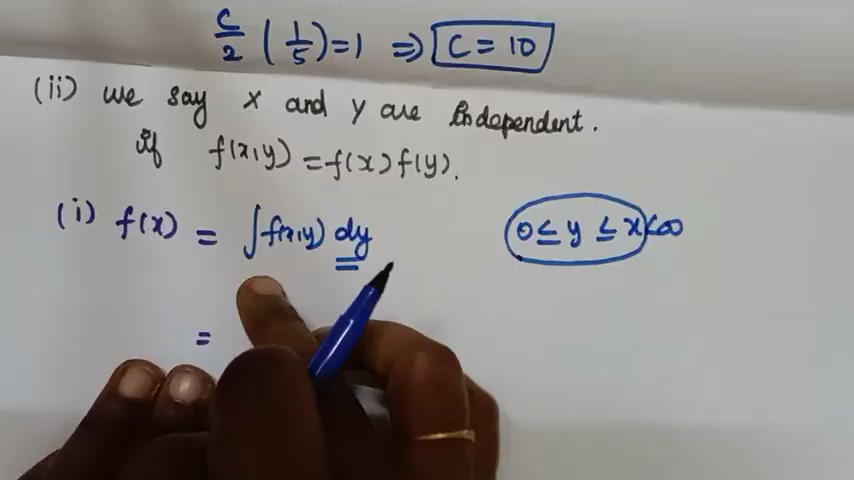 C/2 (1/5) = 1 ⇒ C = 10
(ii) we say x and y are Independent.
if f(x,y) = f(x) f(y).
(i) f(x) = ∫ f(x,y) dy 0 ≤ y ≤ x < ∞
=